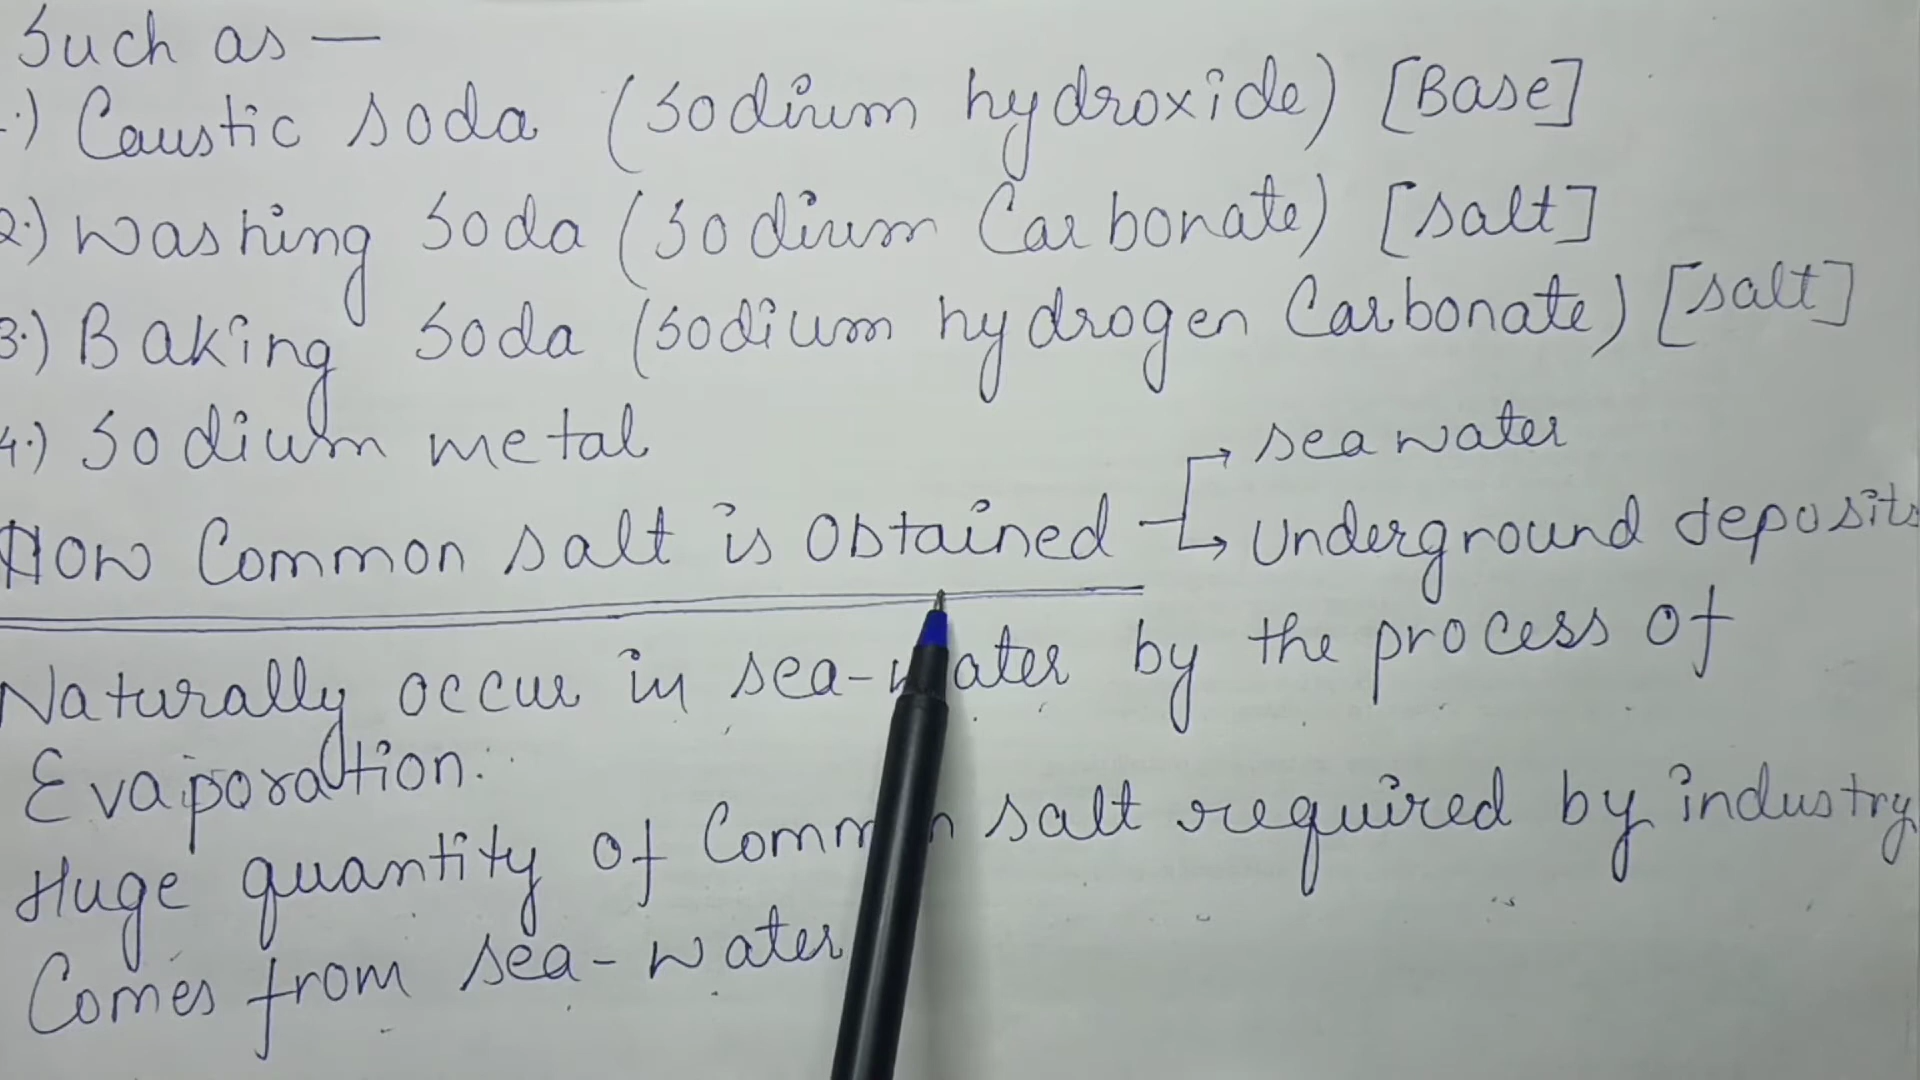 Such as —
1.) Caustic soda (Sodium hydroxide) [Base]
2.) Washing Soda (Sodium Carbonate) [salt]
3.) Baking Soda (Sodium hydrogen Carbonate) [salt]
4.) Sodium metal
How Common salt is Obtained → sea water
→ Underground deposits
Naturally occur in sea-water by the process of
Evaporation.
Huge quantity of Common salt required by industry
Comes from sea-water